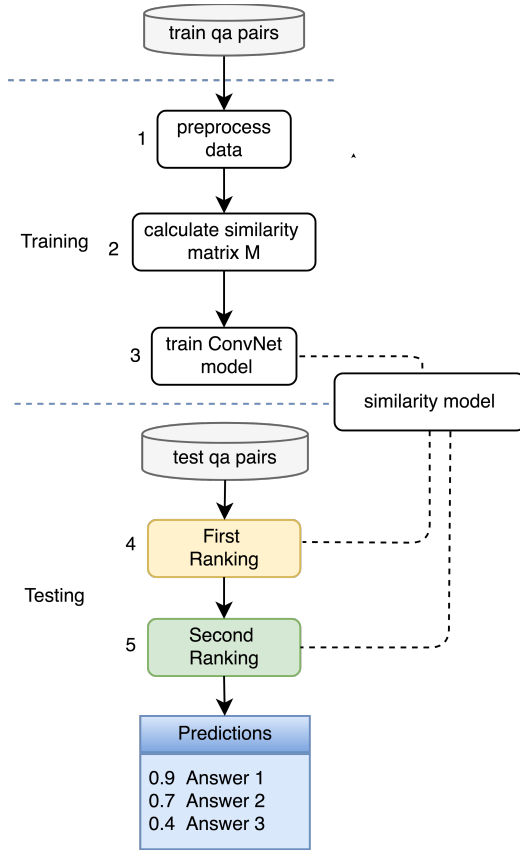 train qa pairs
1
preprocess
data
Training
2
calculate similarity
matrix M
3
train ConvNet
model
similarity model
test qa pairs
4
First
Ranking
Testing
5
Second
Ranking
Predictions
0.9 Answer 1
0.7 Answer 2
0.4 Answer 3